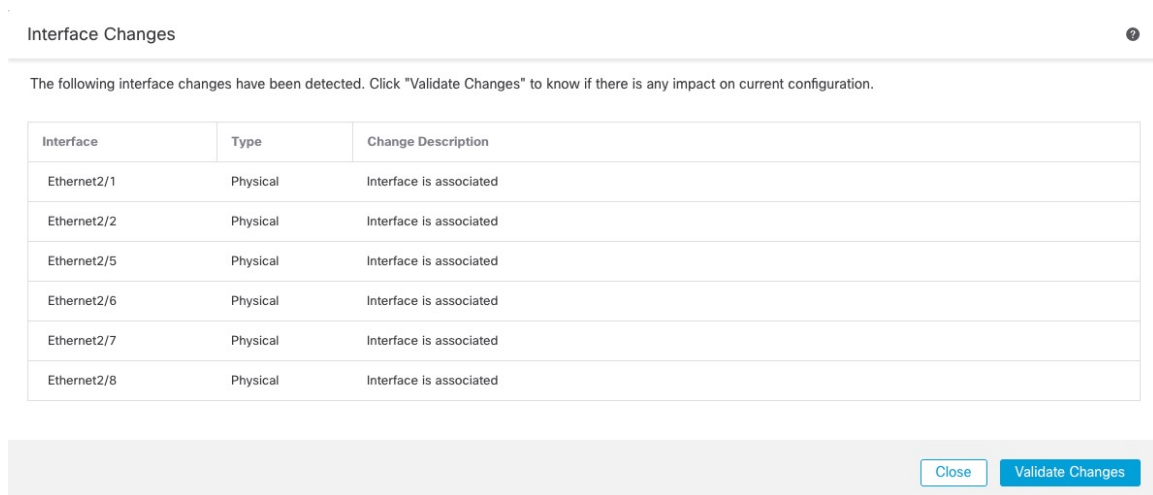 Interface Changes
?
The following interface changes have been detected. Click "Validate Changes" to know if there is any impact on current configuration.
Interface Type Change Description
Ethernet2/1 Physical Interface is associated
Ethernet2/2 Physical Interface is associated
Ethernet2/5 Physical Interface is associated
Ethernet2/6 Physical Interface is associated
Ethernet2/7 Physical Interface is associated
Ethernet2/8 Physical Interface is associated
Close Validate Changes